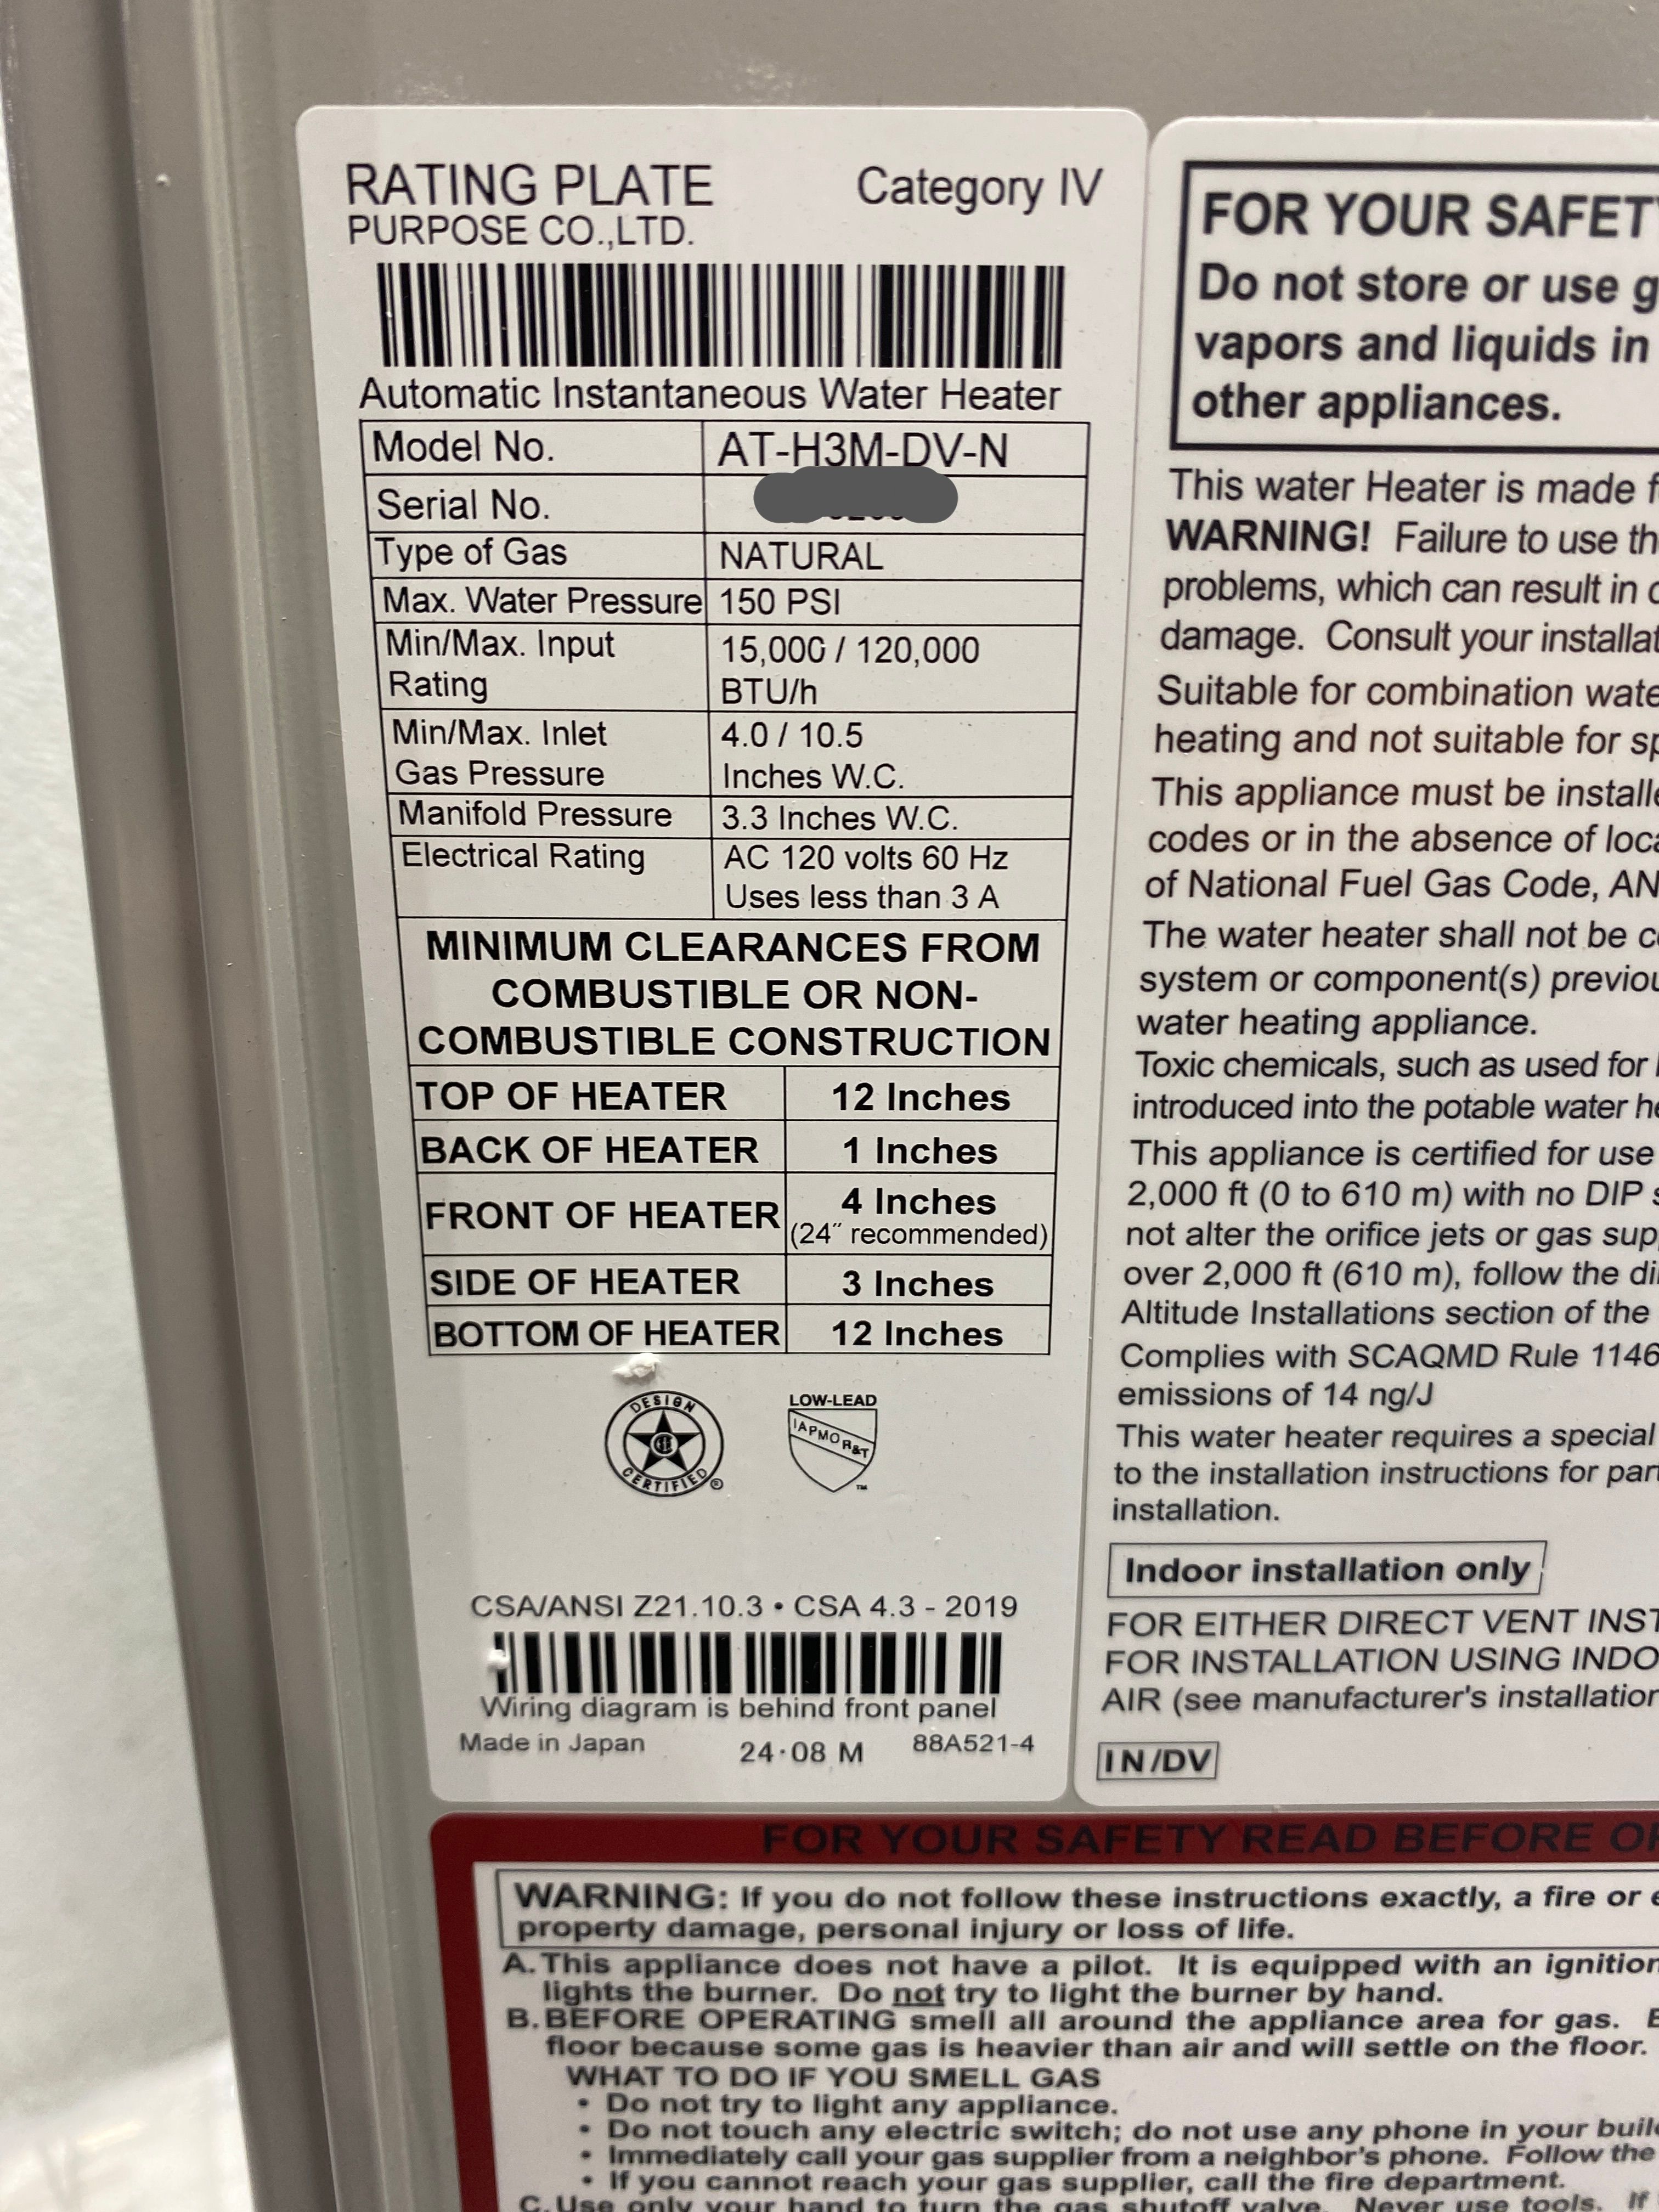 RATING PLATE Category IV
PURPOSE CO.,LTD.
Automatic Instantaneous Water Heater
Model No. AT-H3M-DV-N
Serial No.
Type of Gas NATURAL
Max. Water Pressure 150 PSI
Min/Max. Input Rating 15,000 / 120,000 BTU/h
Min/Max. Inlet Gas Pressure 4.0 / 10.5 Inches W.C.
Manifold Pressure 3.3 Inches W.C.
Electrical Rating AC 120 volts 60 Hz
Uses less than 3 A
MINIMUM CLEARANCES FROM
COMBUSTIBLE OR NON-
COMBUSTIBLE CONSTRUCTION
TOP OF HEATER 12 Inches
BACK OF HEATER 1 Inches
FRONT OF HEATER 4 Inches
(24″ recommended)
SIDE OF HEATER 3 Inches
BOTTOM OF HEATER 12 Inches
DESIGN CERTIFIED ®
LOW-LEAD
IAPMO R&T
TM
CSA/ANSI Z21.10.3 • CSA 4.3 - 2019
Wiring diagram is behind front panel
Made in Japan 24·08 M 88A521-4
FOR YOUR SAFETY
Do not store or use
vapors and liquids in
other appliances.
This water Heater is made
WARNING! Failure to use
problems, which can result in
damage. Consult your
Suitable for combination
heating and not suitable for
This appliance must be
codes or in the absence of
of National Fuel Gas Code,
The water heater shall not be
system or component(s)
water heating appliance.
Toxic chemicals, such as used for
introduced into the potable water
This appliance is certified for use
2,000 ft (0 to 610 m) with no DIP
not alter the orifice jets or gas
over 2,000 ft (610 m), follow the
Altitude Installations section of the
Complies with SCAQMD Rule 1146
emissions of 14 ng/J
This water heater requires a special
to the installation instructions for
installation.
Indoor installation only
FOR EITHER DIRECT VENT
FOR INSTALLATION USING
AIR (see manufacturer's
IN/DV
FOR YOUR SAFETY READ BEFORE
WARNING: If you do not follow these instructions exactly, a fire or
property damage, personal injury or loss of life.
A. This appliance does not have a pilot. It is equipped with an ignition
lights the burner. Do not try to light the burner by hand.
B. BEFORE OPERATING smell all around the appliance area for gas.
floor because some gas is heavier than air and will settle on the floor.
WHAT TO DO IF YOU SMELL GAS
• Do not try to light any appliance.
• Do not touch any electric switch; do not use any phone in your
• Immediately call your gas supplier from a neighbor's phone. Follow the
• If you cannot reach your gas supplier, call the fire department.
C. Use only your hand to turn the gas shutoff valve. Never use tools. If